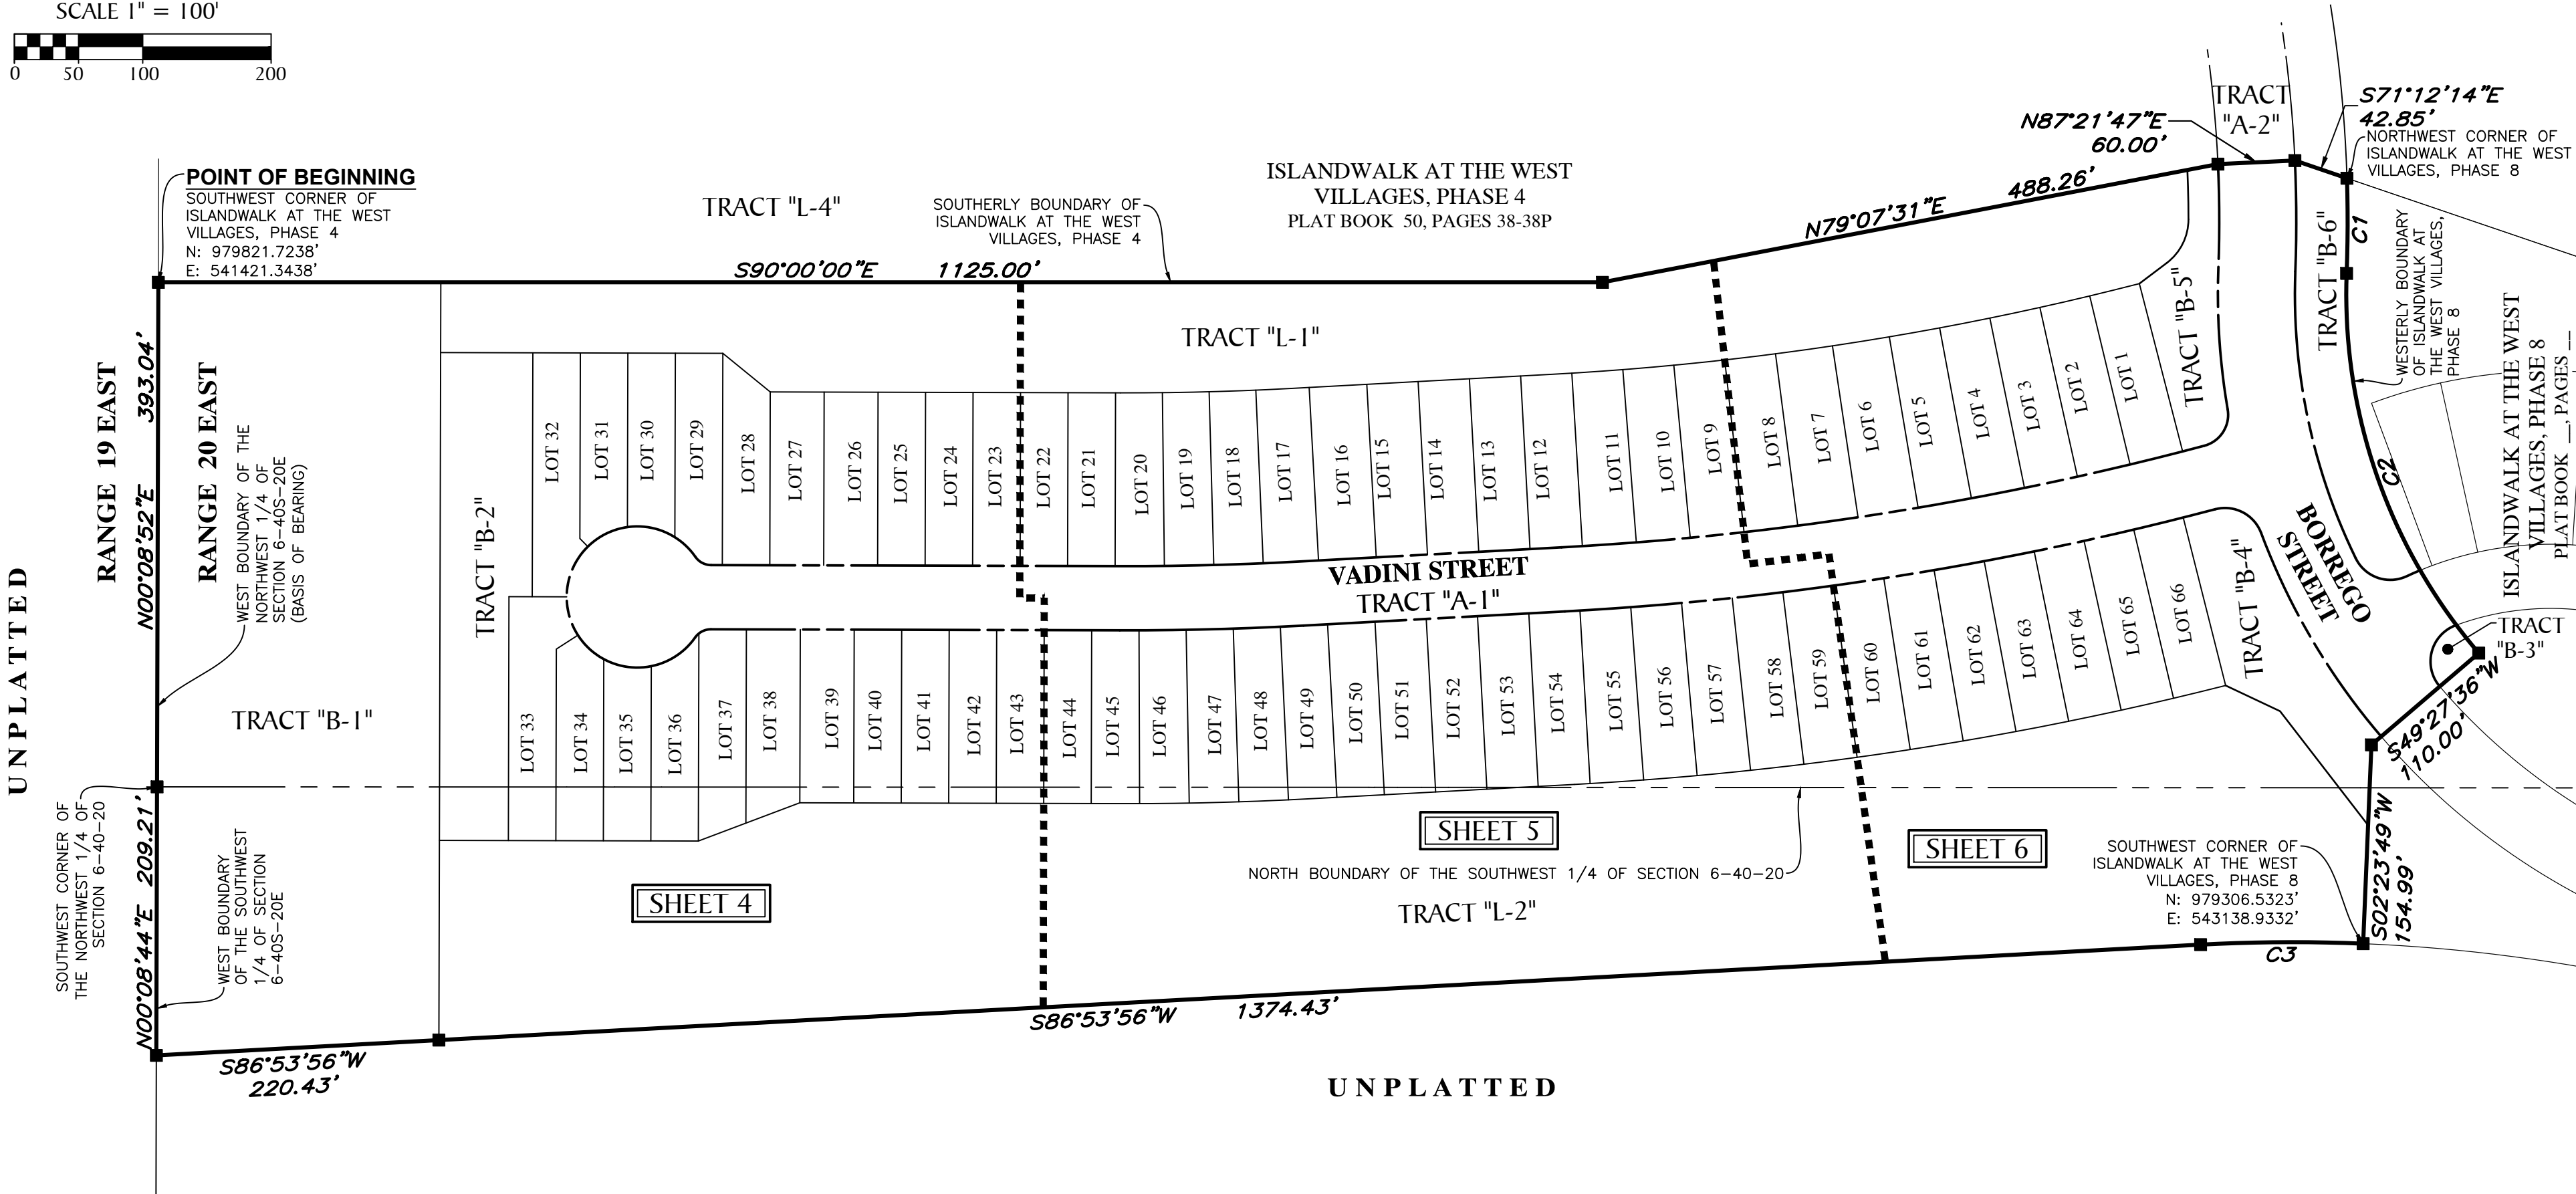 SCALE 1" = 100'
0 50 100 200
POINT OF BEGINNING
SOUTHWEST CORNER OF
ISLANDWALK AT THE WEST
VILLAGES, PHASE 4
N: 979821.7238'
E: 541421.3438'
TRACT "L-4"
SOUTHERLY BOUNDARY OF
ISLANDWALK AT THE WEST
VILLAGES, PHASE 4
ISLANDWALK AT THE WEST
VILLAGES, PHASE 4
PLAT BOOK 50, PAGES 38-38P
S90°00'00"E 1125.00'
N79°07'31"E 488.26'
N87°21'47"E
60.00'
TRACT
"A-2"
S71°12'14"E
42.85'
NORTHWEST CORNER OF
ISLANDWALK AT THE WEST
VILLAGES, PHASE 8
C1
WESTERLY BOUNDARY
OF ISLANDWALK AT
THE WEST VILLAGES,
PHASE 8
ISLANDWALK AT THE WEST
VILLAGES, PHASE 8
PLAT BOOK __, PAGES __
TRACT "B-6"
TRACT "B-5"
C2
UNPLATTED
RANGE 19 EAST
N00°08'52"E 393.04'
RANGE 20 EAST
WEST BOUNDARY OF THE
NORTHWEST 1/4 OF
SECTION 6-40S-20E
(BASIS OF BEARING)
TRACT "B-2"
TRACT "L-1"
LOT 32
LOT 31
LOT 30
LOT 29
LOT 28
LOT 27
LOT 26
LOT 25
LOT 24
LOT 23
LOT 22
LOT 21
LOT 20
LOT 19
LOT 18
LOT 17
LOT 16
LOT 15
LOT 14
LOT 13
LOT 12
LOT 11
LOT 10
LOT 9
LOT 8
LOT 7
LOT 6
LOT 5
LOT 4
LOT 3
LOT 2
LOT 1
VADINI STREET
TRACT "A-1"
BORREGO
STREET
TRACT "B-1"
LOT 33
LOT 34
LOT 35
LOT 36
LOT 37
LOT 38
LOT 39
LOT 40
LOT 41
LOT 42
LOT 43
LOT 44
LOT 45
LOT 46
LOT 47
LOT 48
LOT 49
LOT 50
LOT 51
LOT 52
LOT 53
LOT 54
LOT 55
LOT 56
LOT 57
LOT 58
LOT 59
LOT 60
LOT 61
LOT 62
LOT 63
LOT 64
LOT 65
LOT 66
TRACT "B-4"
TRACT
"B-3"
S49°27'36"W
110.00'
SOUTHWEST CORNER OF
THE NORTHWEST 1/4 OF
SECTION 6-40-20
N00°08'44"E 209.21'
WEST BOUNDARY
OF THE SOUTHWEST
1/4 OF SECTION
6-40S-20E
SHEET 4
SHEET 5
SHEET 6
NORTH BOUNDARY OF THE SOUTHWEST 1/4 OF SECTION 6-40-20
TRACT "L-2"
SOUTHWEST CORNER OF
ISLANDWALK AT THE WEST
VILLAGES, PHASE 8
N: 979306.5323'
E: 543138.9332'
S02°23'49"W
154.99'
C3
S86°53'56"W 1374.43'
S86°53'56"W
220.43'
UNPLATTED